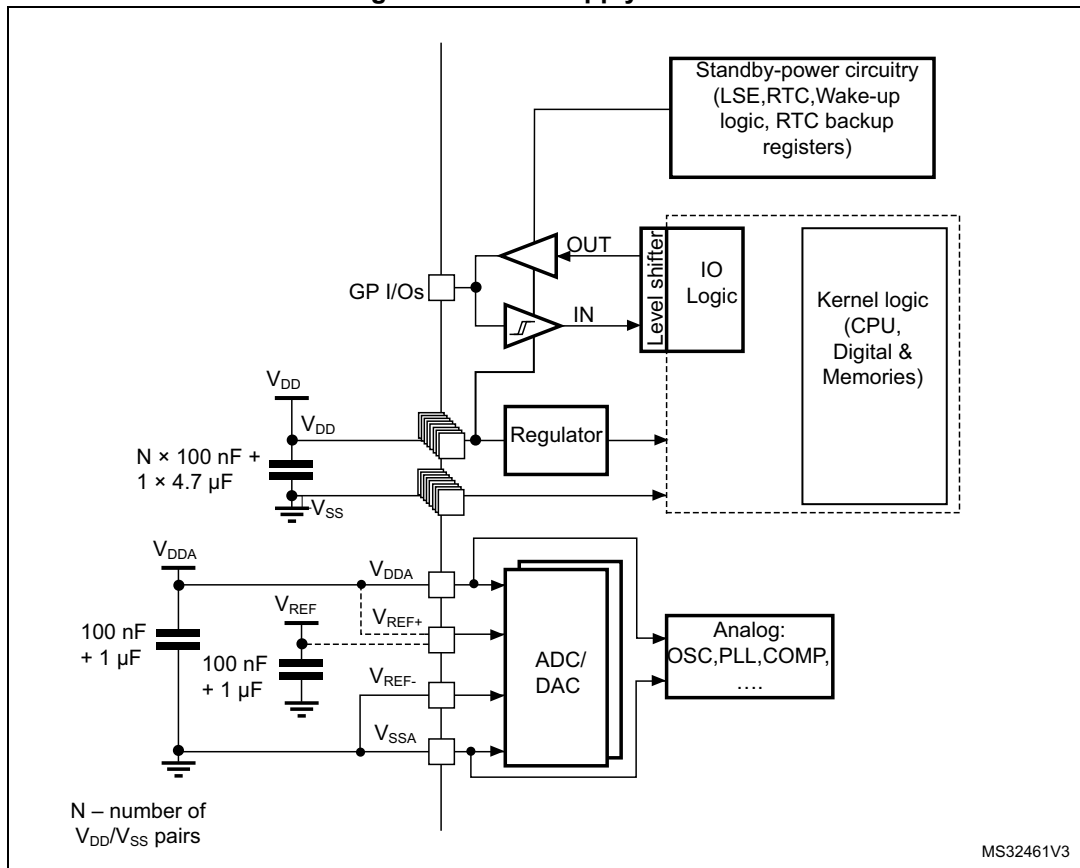 Standby-power circuitry
(LSE,RTC,Wake-up
logic, RTC backup
registers)
OUT
IO
Logic
Level shifter
GP I/Os
IN
Kernel logic
(CPU,
Digital &
Memories)
VDD
VDD
Regulator
N × 100 nF +
1 × 4.7 µF
VSS
VDDA
VDDA
VREF+
VREF
100 nF
+ 1 µF
100 nF
+ 1 µF
VREF-
ADC/
DAC
Analog:
OSC,PLL,COMP,
….
VSSA
N – number of
VDD/VSS pairs
MS32461V3